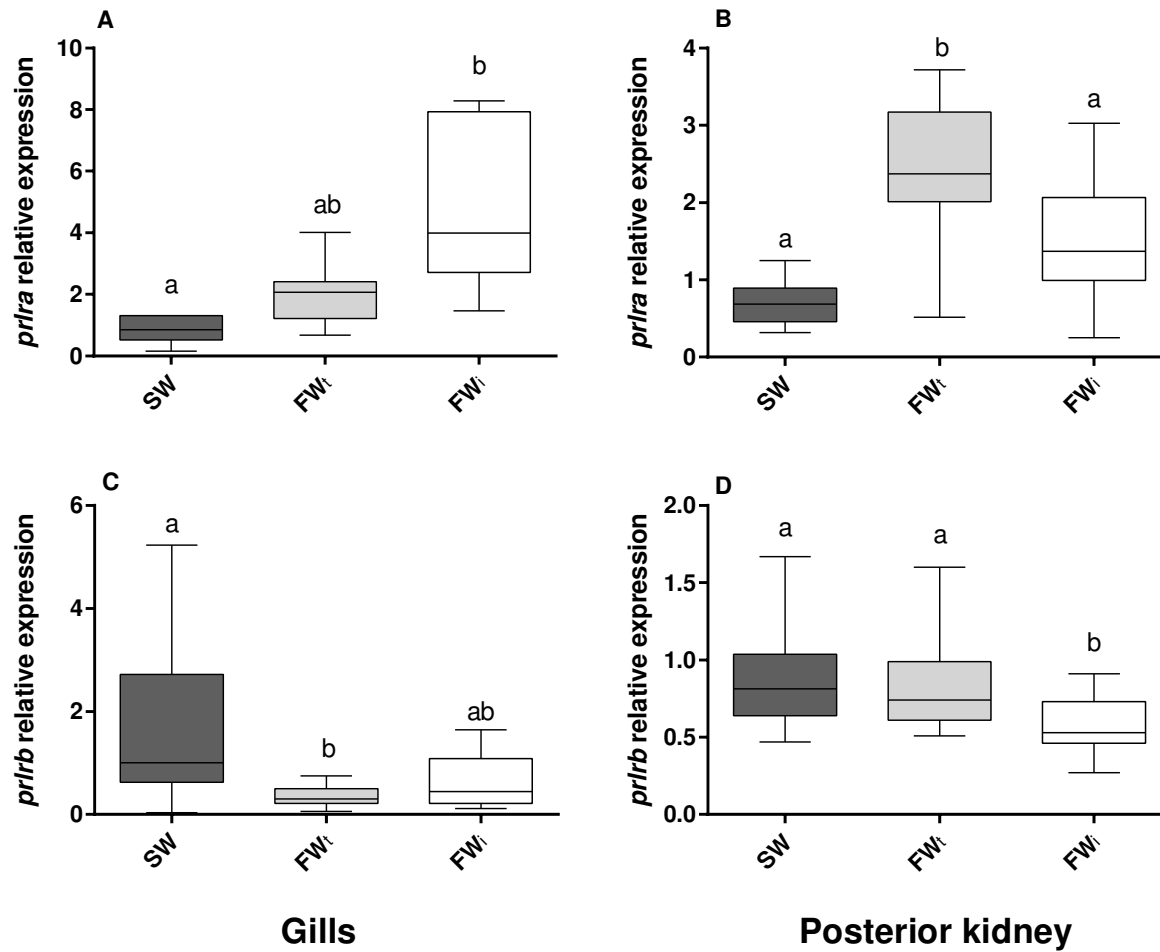 A
prlra relative expression
10
8
6
4
2
0
a
ab
b
SW
FWt
FWi
B
prlra relative expression
4
3
2
1
0
a
b
a
SW
FWt
FWi
C
prlrb relative expression
6
4
2
0
a
b
ab
SW
FWt
FWi
D
prlrb relative expression
2.0
1.5
1.0
0.5
0.0
a
a
b
SW
FWt
FWi
Gills
Posterior kidney